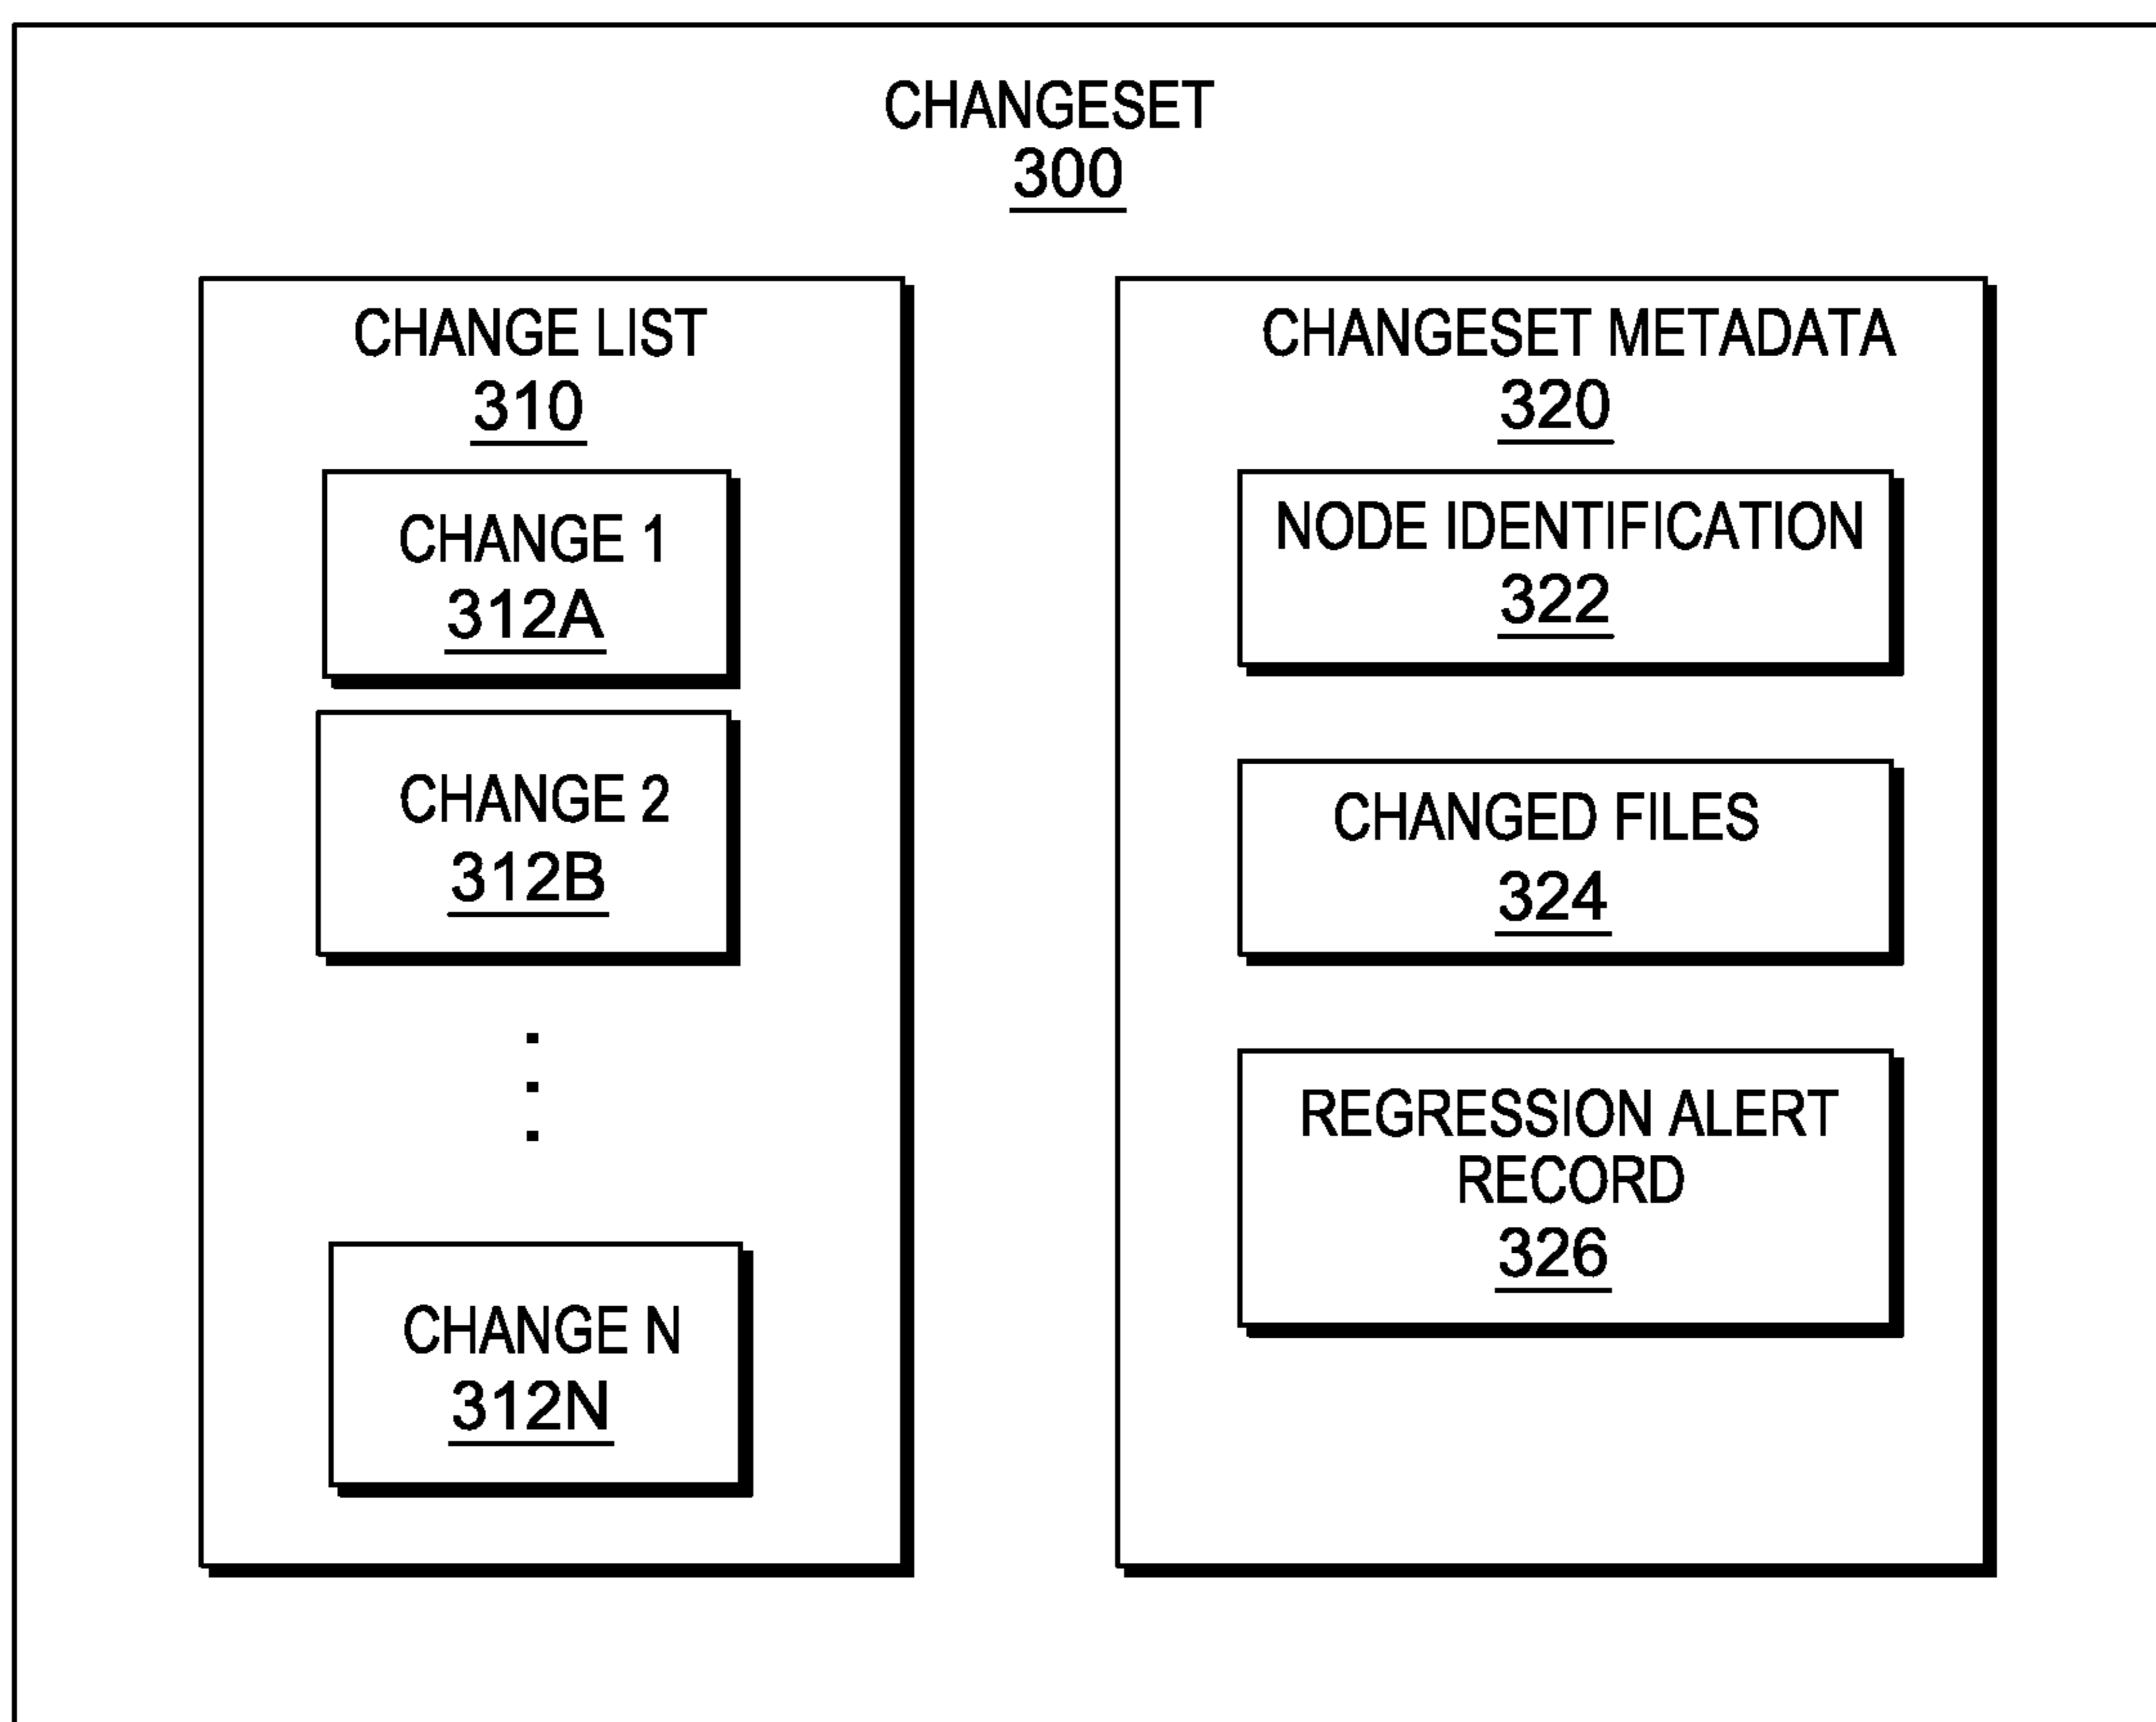 CHANGESET
300
CHANGE LIST
310
CHANGE 1
312A
CHANGE 2
312B
CHANGE N
312N
CHANGESET METADATA
320
NODE IDENTIFICATION
322
CHANGED FILES
324
REGRESSION ALERT
RECORD
326